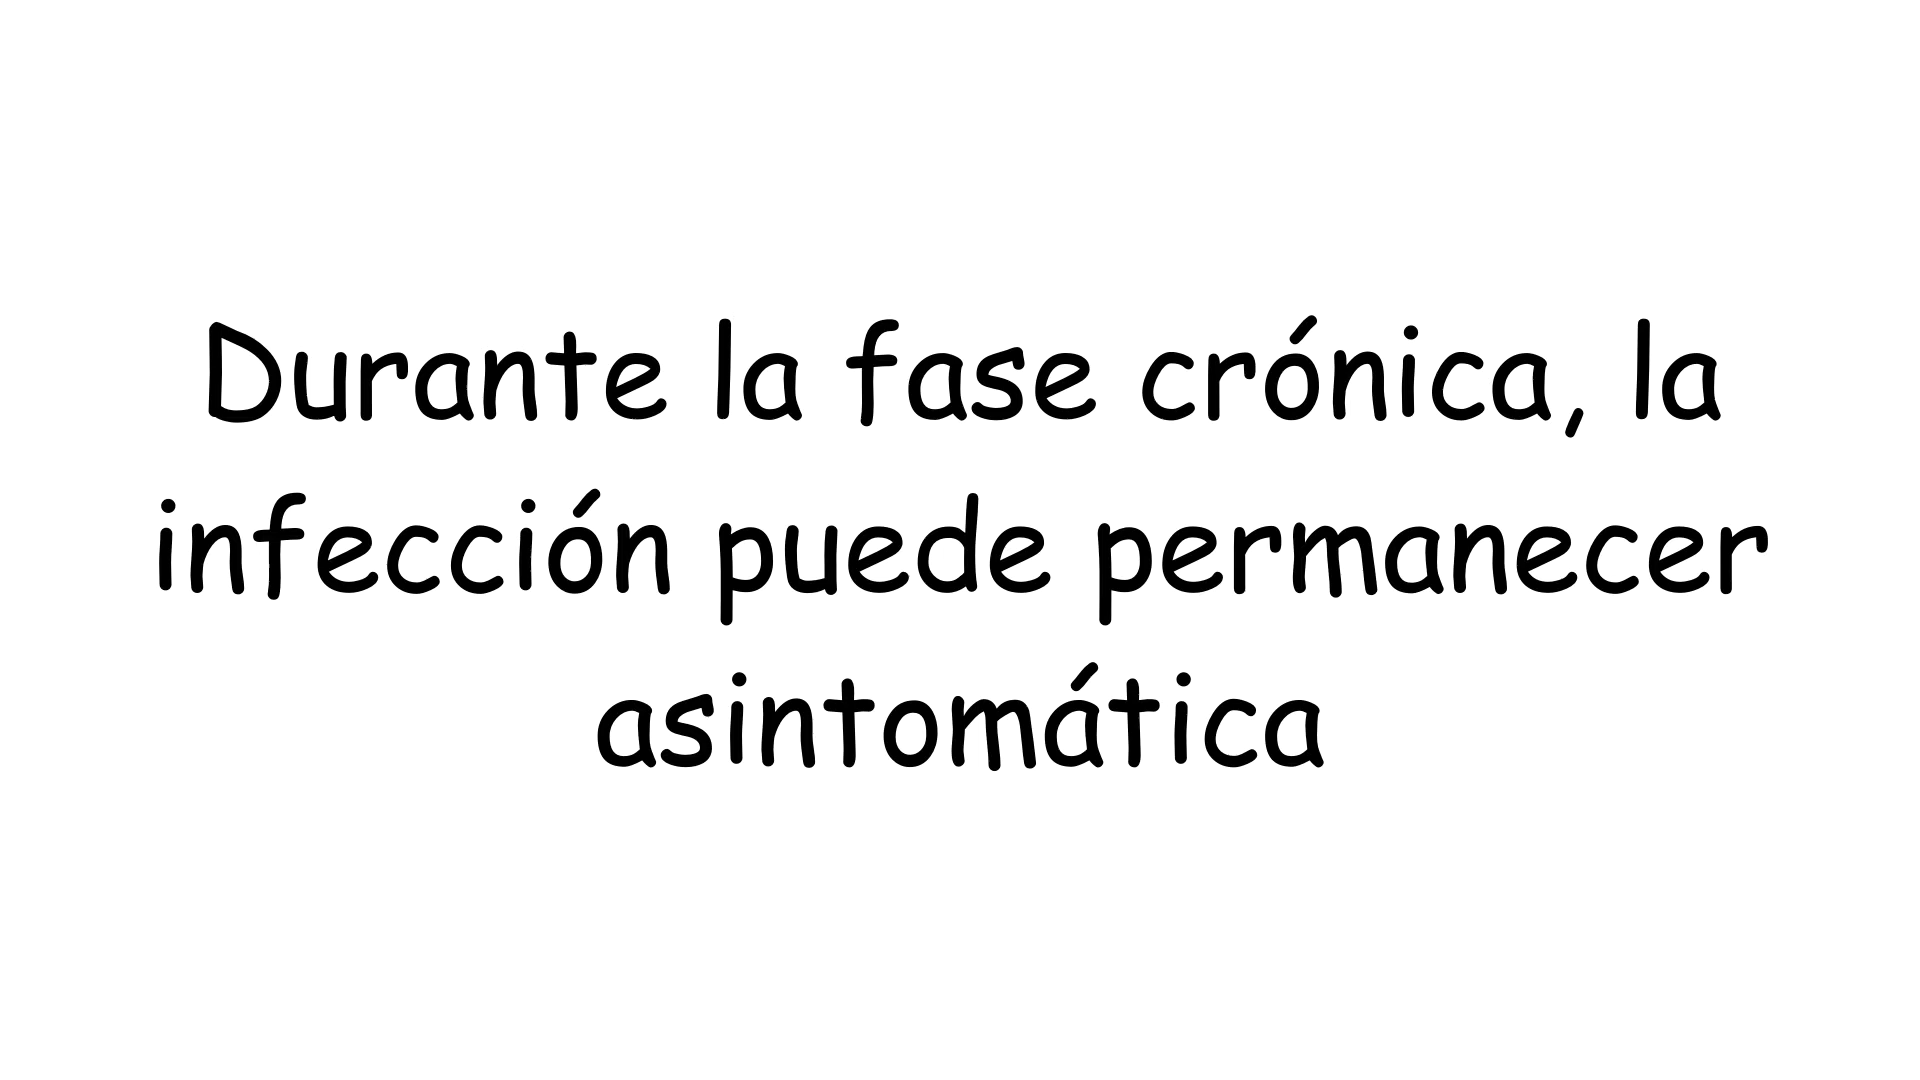 Durante la fase crónica, la
infección puede permanecer
asintomática